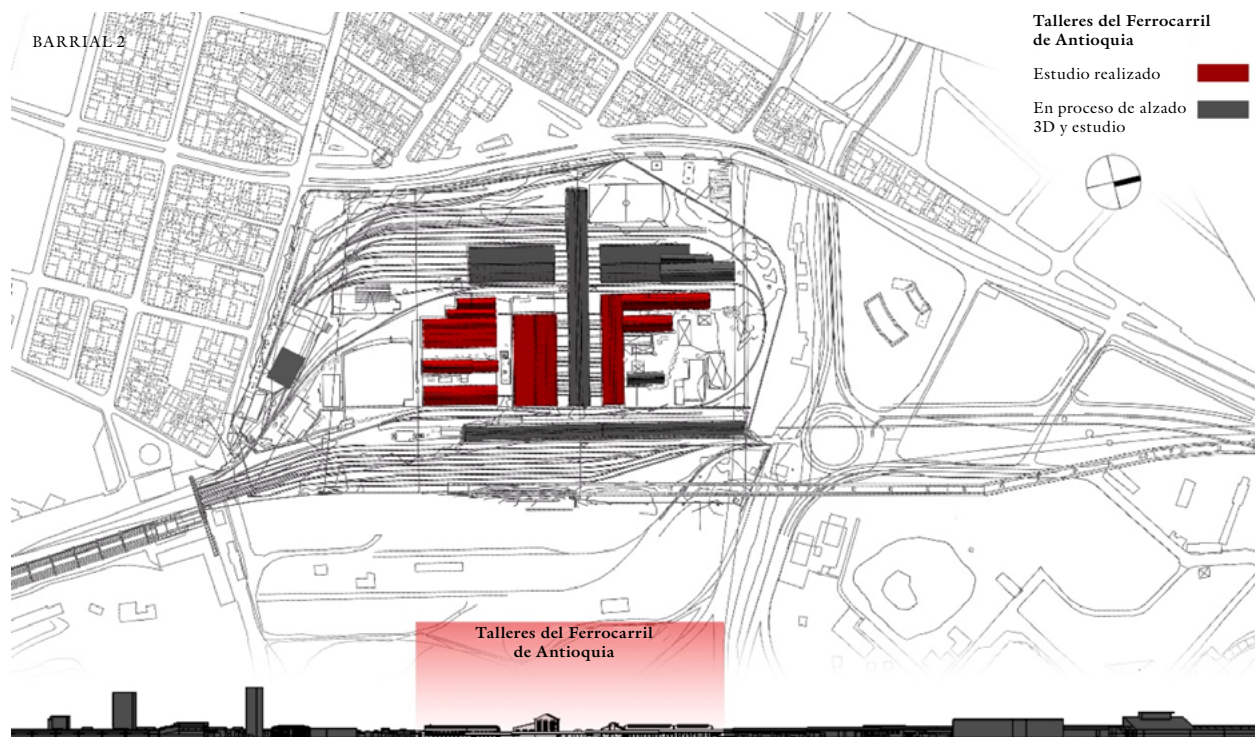 BARRIAL 2
Talleres del Ferrocarril
de Antioquia
Estudio realizado
En proceso de alzado
3D y estudio
Talleres del Ferrocarril
de Antioquia